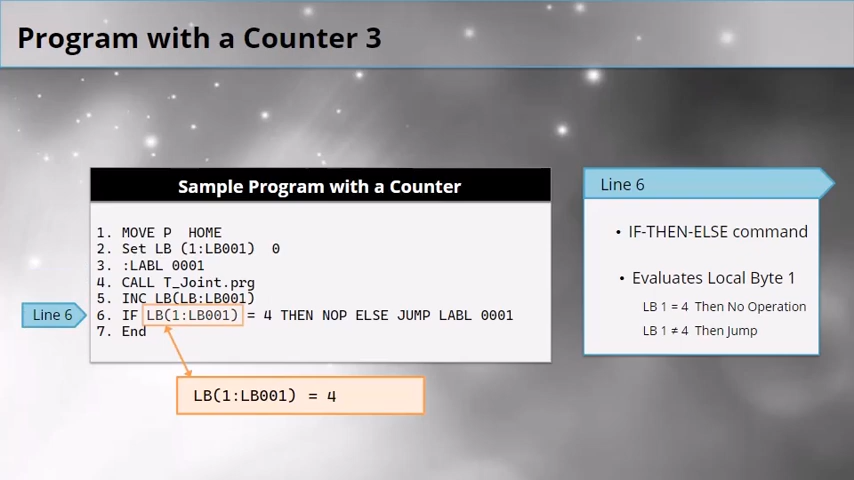 Program with a Counter 3
Sample Program with a Counter
1. MOVE P HOME
2. Set LB (1:LB001) 0
3. :LABL 0001
4. CALL T_Joint.prg
5. INC LB(LB:LB001)
6. IF LB(1:LB001) = 4 THEN NOP ELSE JUMP LABL 0001
7. End
Line 6
LB(1:LB001) = 4
Line 6
• IF-THEN-ELSE command
• Evaluates Local Byte 1
LB 1 = 4 Then No Operation
LB 1 ≠ 4 Then Jump